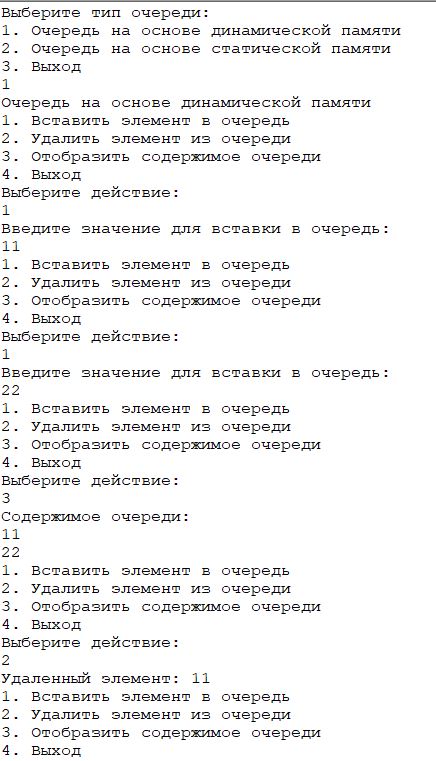 Выберите тип очереди:
1. Очередь на основе динамической памяти
2. Очередь на основе статической памяти
3. Выход
1
Очередь на основе динамической памяти
1. Вставить элемент в очередь
2. Удалить элемент из очереди
3. Отобразить содержимое очереди
4. Выход
Выберите действие:
1
Введите значение для вставки в очередь:
11
1. Вставить элемент в очередь
2. Удалить элемент из очереди
3. Отобразить содержимое очереди
4. Выход
Выберите действие:
1
Введите значение для вставки в очередь:
22
1. Вставить элемент в очередь
2. Удалить элемент из очереди
3. Отобразить содержимое очереди
4. Выход
Выберите действие:
3
Содержимое очереди:
11
22
1. Вставить элемент в очередь
2. Удалить элемент из очереди
3. Отобразить содержимое очереди
4. Выход
Выберите действие:
2
Удаленный элемент: 11
1. Вставить элемент в очередь
2. Удалить элемент из очереди
3. Отобразить содержимое очереди
4. Выход